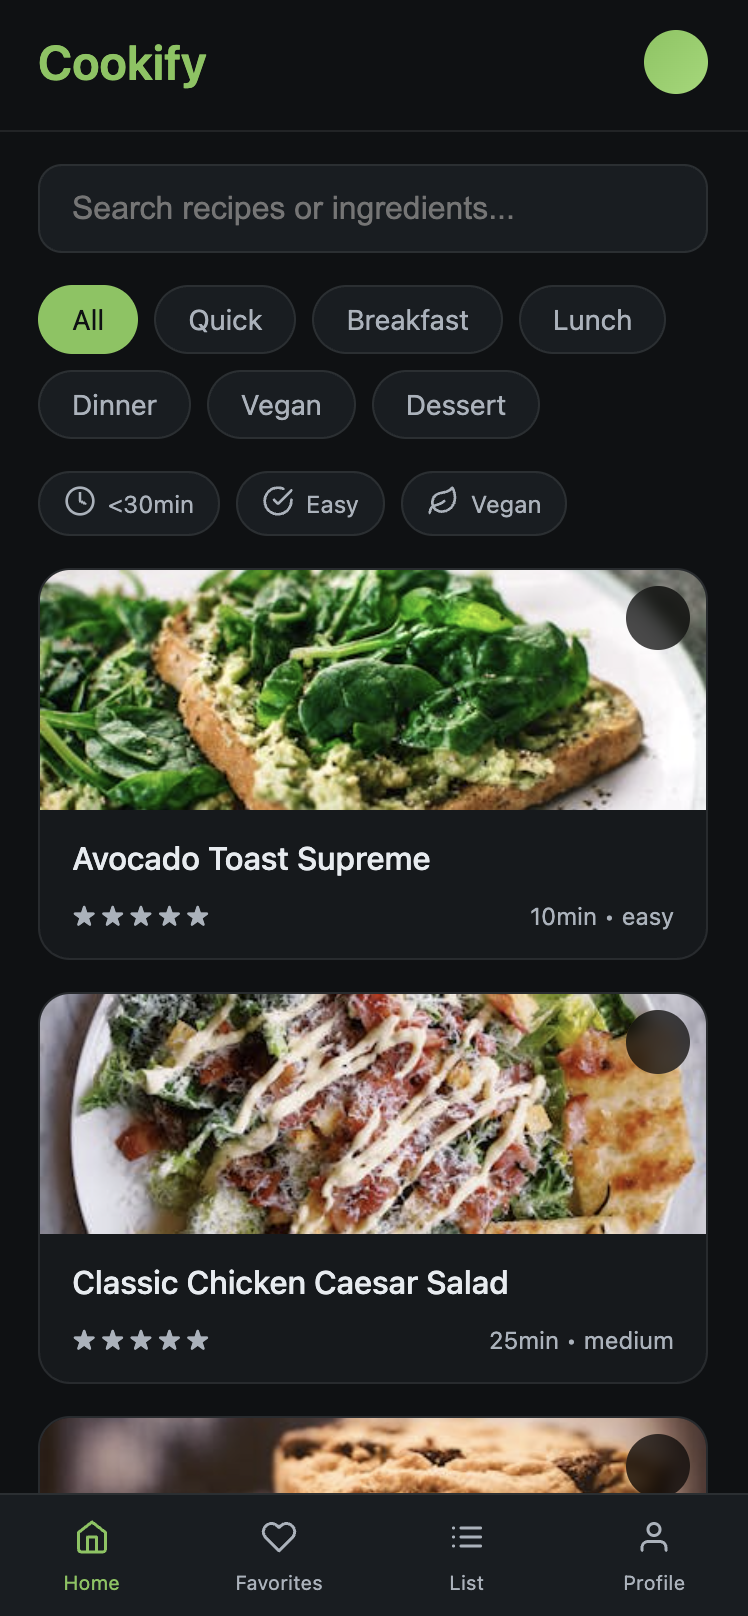 Cookify
Search recipes or ingredients...
All Quick Breakfast Lunch
Dinner Vegan Dessert
<30min Easy Vegan
Avocado Toast Supreme
10min • easy
Classic Chicken Caesar Salad
25min • medium
Home Favorites List Profile